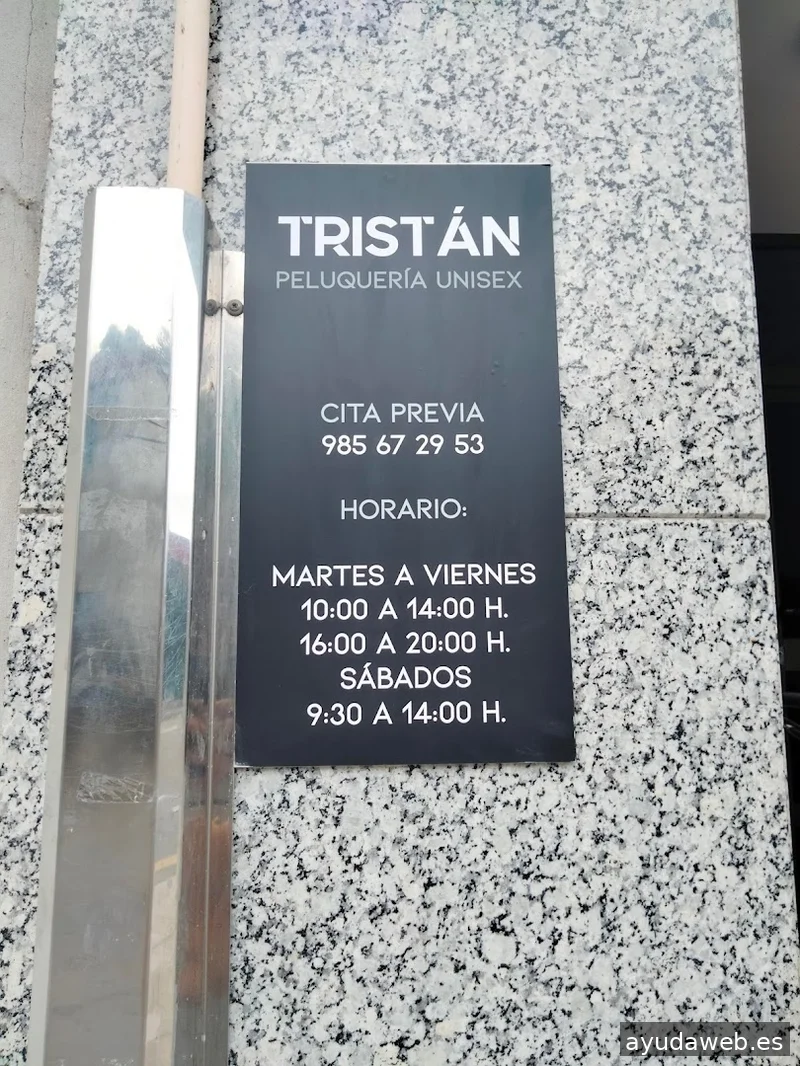 TRISTÁN
PELUQUERÍA UNISEX
CITA PREVIA
985 67 29 53
HORARIO:
MARTES A VIERNES
10:00 A 14:00 H.
16:00 A 20:00 H.
SÁBADOS
9:30 A 14:00 H.
ayudaweb.es